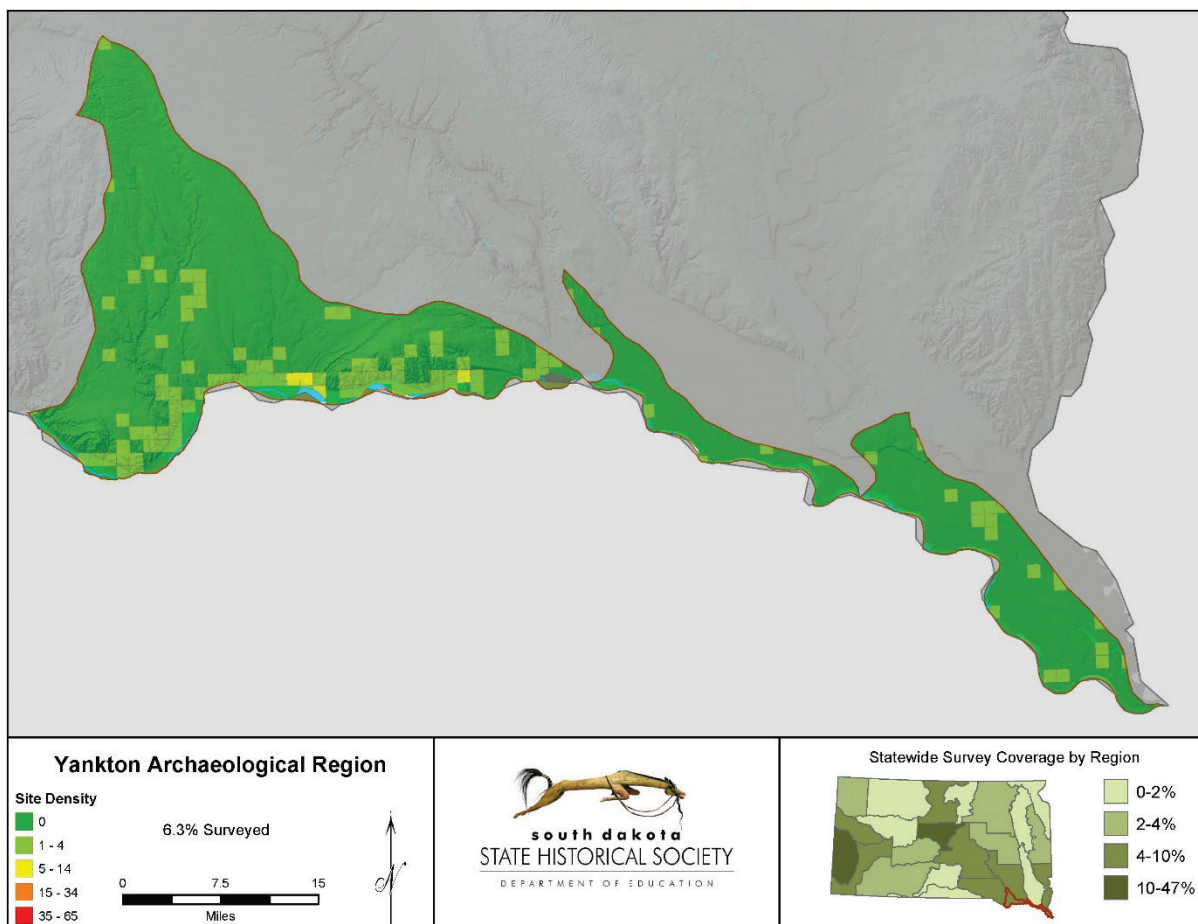 Yankton Archaeological Region
Site Density
0
1 - 4
5 - 14
15 - 34
35 - 65
6.3% Surveyed
0 7.5 15
Miles
N
south dakota
STATE HISTORICAL SOCIETY
DEPARTMENT OF EDUCATION
Statewide Survey Coverage by Region
0-2%
2-4%
4-10%
10-47%